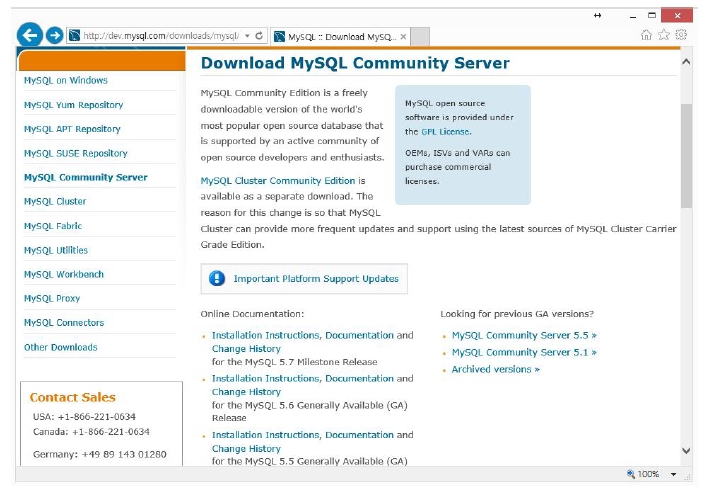 http://dev.mysql.com/downloads/mysql/
MySQL :: Download MySQ...
MySQL on Windows
MySQL Yum Repository
MySQL APT Repository
MySQL SUSE Repository
MySQL Community Server
MySQL Cluster
MySQL Fabric
MySQL Utilities
MySQL Workbench
MySQL Proxy
MySQL Connectors
Other Downloads
Contact Sales
USA: +1-866-221-0634
Canada: +1-866-221-0634
Germany: +49 89 143 01280
Download MySQL Community Server
MySQL Community Edition is a freely
downloadable version of the world's
most popular open source database that
is supported by an active community of
open source developers and enthusiasts.
MySQL Cluster Community Edition is
available as a separate download. The
reason for this change is so that MySQL
Cluster can provide more frequent updates and support using the latest sources of MySQL Cluster Carrier
Grade Edition.
MySQL open source
software is provided under
the GPL License.
OEMs, ISVs and VARs can
purchase commercial
licenses.
Important Platform Support Updates
Online Documentation:
Installation Instructions, Documentation and
Change History
for the MySQL 5.7 Milestone Release
Installation Instructions, Documentation and
Change History
for the MySQL 5.6 Generally Available (GA)
Release
Installation Instructions, Documentation and
Change History
for the MySQL 5.5 Generally Available (GA)
Looking for previous GA versions?
MySQL Community Server 5.5 »
MySQL Community Server 5.1 »
Archived versions »
100%